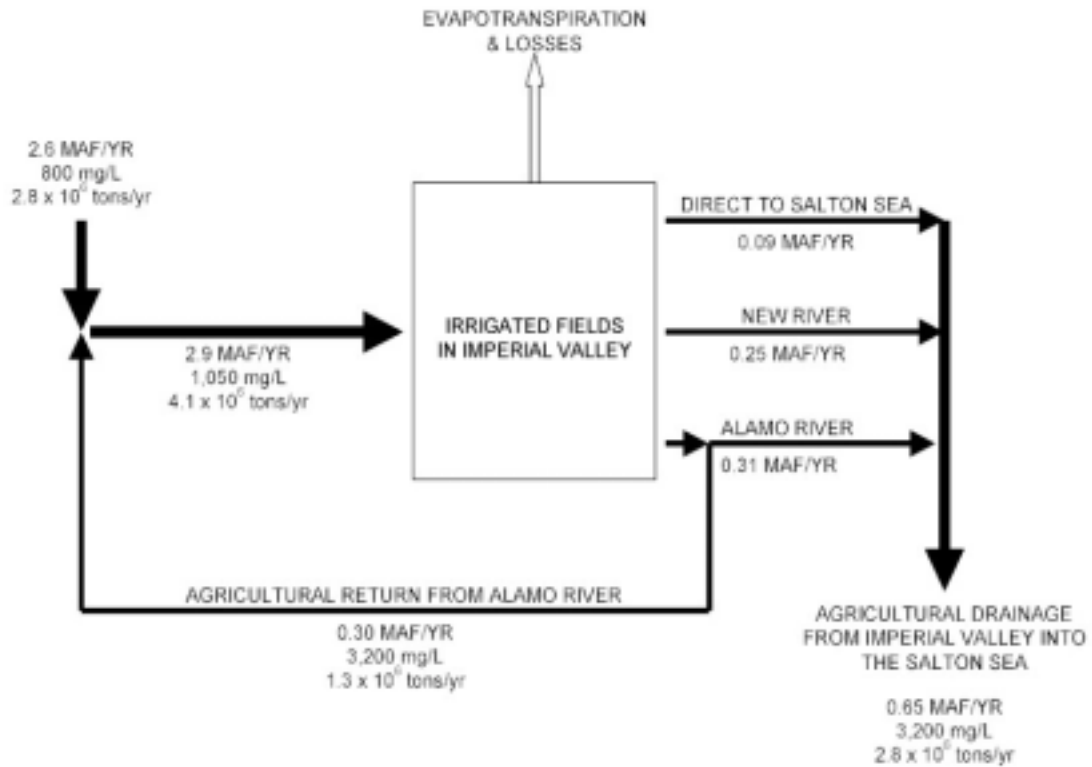 EVAPOTRANSPIRATION
& LOSSES
2.6 MAF/YR
800 mg/L
2.8 x 10⁶ tons/yr
DIRECT TO SALTON SEA
0.09 MAF/YR
IRRIGATED FIELDS
IN IMPERIAL VALLEY
NEW RIVER
0.25 MAF/YR
2.9 MAF/YR
1,050 mg/L
4.1 x 10⁶ tons/yr
ALAMO RIVER
0.31 MAF/YR
AGRICULTURAL RETURN FROM ALAMO RIVER
0.30 MAF/YR
3,200 mg/L
1.3 x 10⁶ tons/yr
AGRICULTURAL DRAINAGE
FROM IMPERIAL VALLEY INTO
THE SALTON SEA
0.65 MAF/YR
3,200 mg/L
2.8 x 10⁶ tons/yr